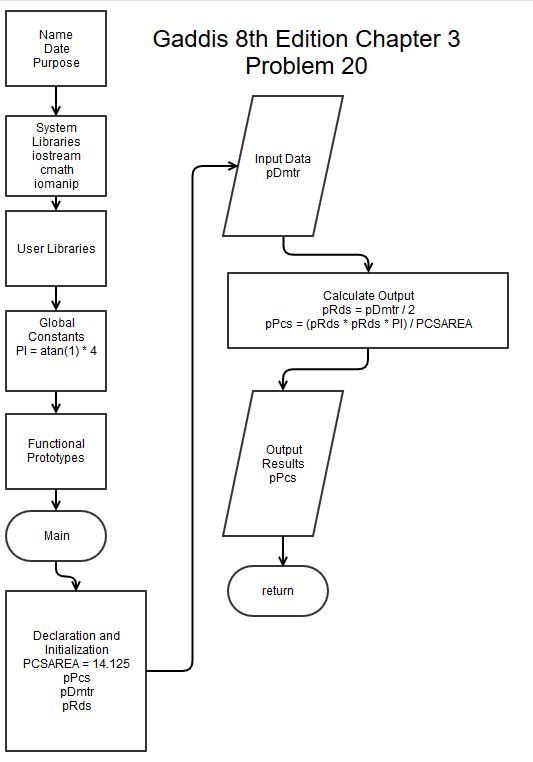 Gaddis 8th Edition Chapter 3
Problem 20
Name
Date
Purpose
System
Libraries
iostream
cmath
iomanip
User Libraries
Global
Constants
PI = atan(1) * 4
Functional
Prototypes
Main
Declaration and
Initialization
PCSAREA = 14.125
pPcs
pDmtr
pRds
Input Data
pDmtr
Calculate Output
pRds = pDmtr / 2
pPcs = (pRds * pRds * PI) / PCSAREA
Output
Results
pPcs
return